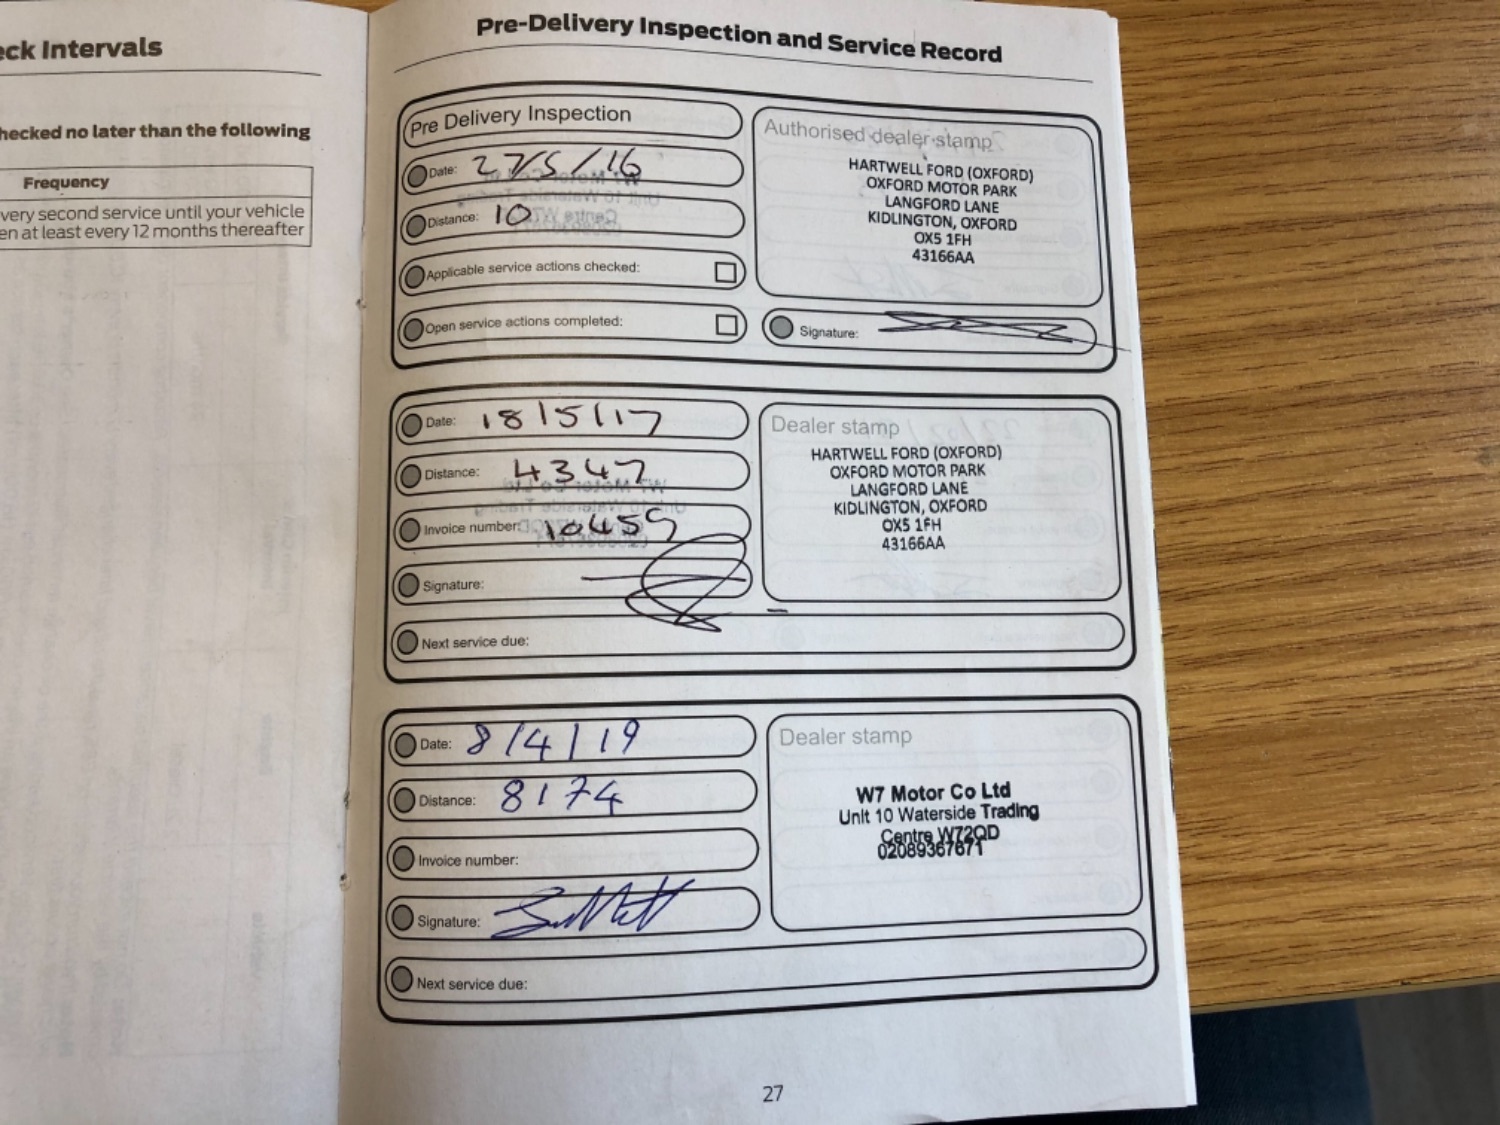 eck Intervals
hecked no later than the following
Frequency
very second service until your vehicle
en at least every 12 months thereafter
Pre-Delivery Inspection and Service Record
Pre Delivery Inspection
Date: 27/5/16
Distance: 10
Applicable service actions checked:
Open service actions completed:
Authorised dealer stamp
HARTWELL FORD (OXFORD)
OXFORD MOTOR PARK
LANGFORD LANE
KIDLINGTON, OXFORD
OX5 1FH
43166AA
Signature:
Date: 18/5/17
Distance: 4347
Invoice number: 10459
Signature:
Next service due:
Dealer stamp
HARTWELL FORD (OXFORD)
OXFORD MOTOR PARK
LANGFORD LANE
KIDLINGTON, OXFORD
OX5 1FH
43166AA
Date: 8/4/19
Distance: 8174
Invoice number:
Signature:
Next service due:
Dealer stamp
W7 Motor Co Ltd
Unit 10 Waterside Trading
Centre W72QD
02089367671
27